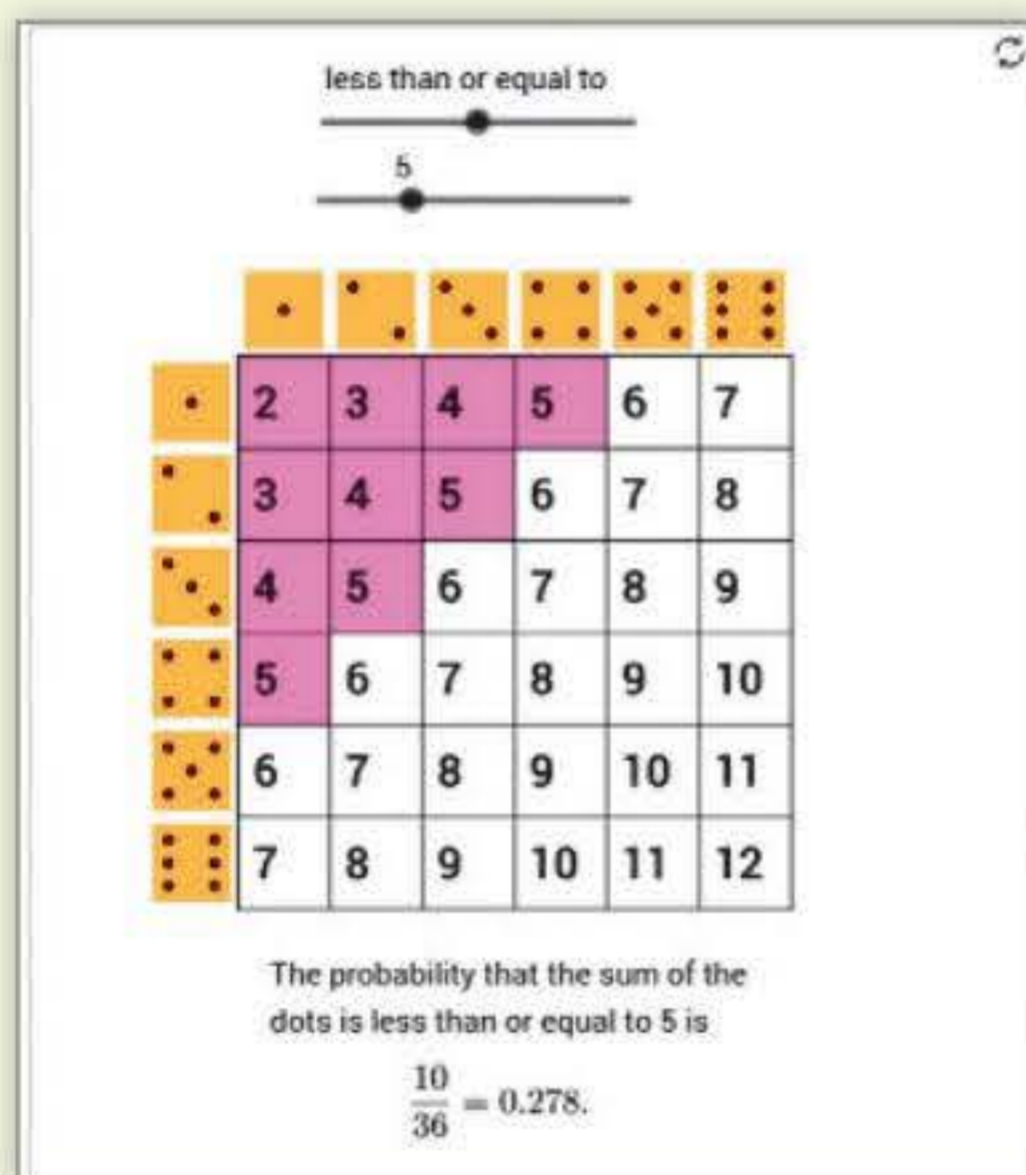 less than or equal to
5
2 3 4 5 6 7
3 4 5 6 7 8
4 5 6 7 8 9
5 6 7 8 9 10
6 7 8 9 10 11
7 8 9 10 11 12
The probability that the sum of the
dots is less than or equal to 5 is
10/36 = 0.278.